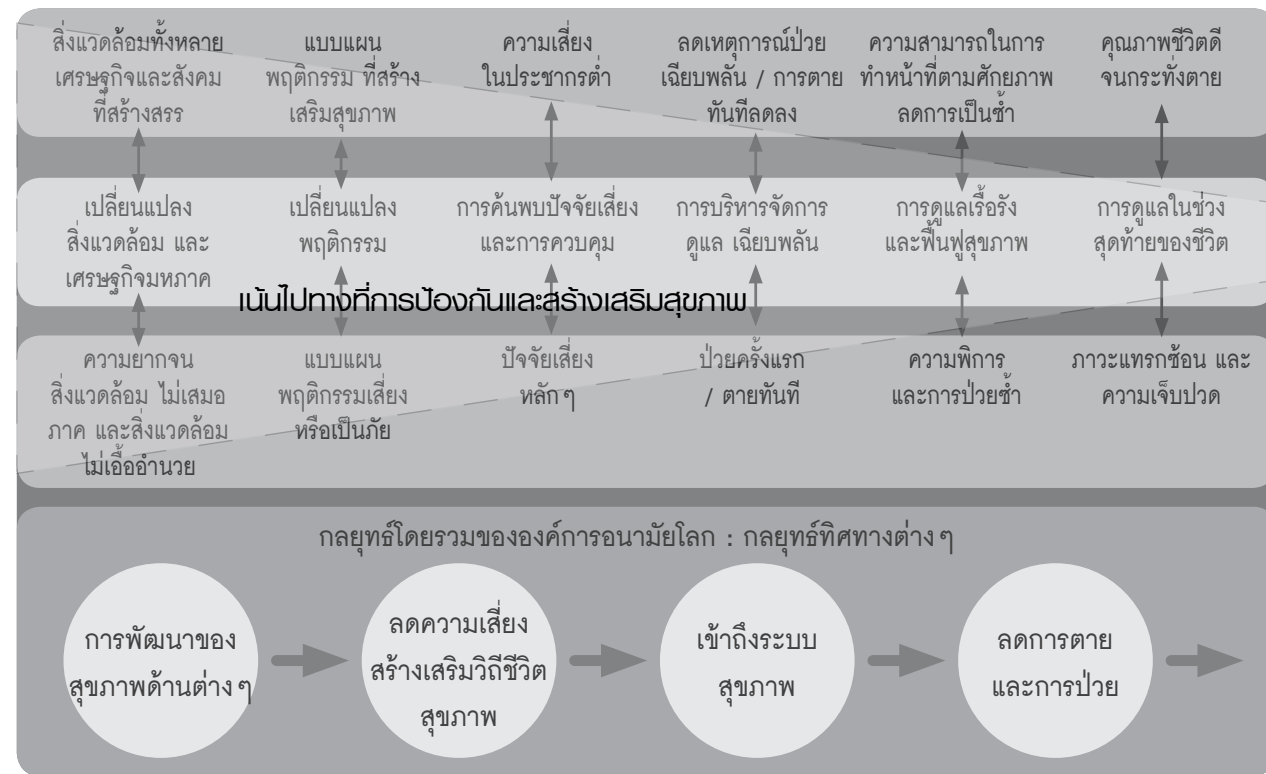 สิ่งแวดล้อมทั้งหลาย
เศรษฐกิจและสังคม
ที่สร้างสรร
แบบแผน
พฤติกรรม ที่สร้าง
เสริมสุขภาพ
ความเสี่ยง
ในประชากรต่ำ
ลดเหตุการณ์ป่วย
เฉียบพลัน / การตาย
ทันทีลดลง
ความสามารถในการ
ทำหน้าที่ตามศักยภาพ
ลดการเป็นซ้ำ
คุณภาพชีวิตดี
จนกระทั่งตาย
เปลี่ยนแปลง
สิ่งแวดล้อม และ
เศรษฐกิจมหภาค
เปลี่ยนแปลง
พฤติกรรม
การค้นพบปัจจัยเสี่ยง
และการควบคุม
การบริหารจัดการ
ดูแล เฉียบพลัน
การดูแลเรื้อรัง
และฟื้นฟูสุขภาพ
การดูแลในช่วง
สุดท้ายของชีวิต
เน้นไปทางที่การป้องกันและสร้างเสริมสุขภาพ
ความยากจน
สิ่งแวดล้อม ไม่เสมอ
ภาค และสิ่งแวดล้อม
ไม่เอื้ออำนวย
แบบแผน
พฤติกรรมเสี่ยง
หรือเป็นภัย
ปัจจัยเสี่ยง
หลักๆ
ป่วยครั้งแรก
/ ตายทันที
ความพิการ
และการป่วยซ้ำ
ภาวะแทรกซ้อน และ
ความเจ็บปวด
กลยุทธ์โดยรวมขององค์การอนามัยโลก : กลยุทธ์ทิศทางต่างๆ
การพัฒนาของ
สุขภาพด้านต่างๆ
ลดความเสี่ยง
สร้างเสริมวิถีชีวิต
สุขภาพ
เข้าถึงระบบ
สุขภาพ
ลดการตาย
และการป่วย